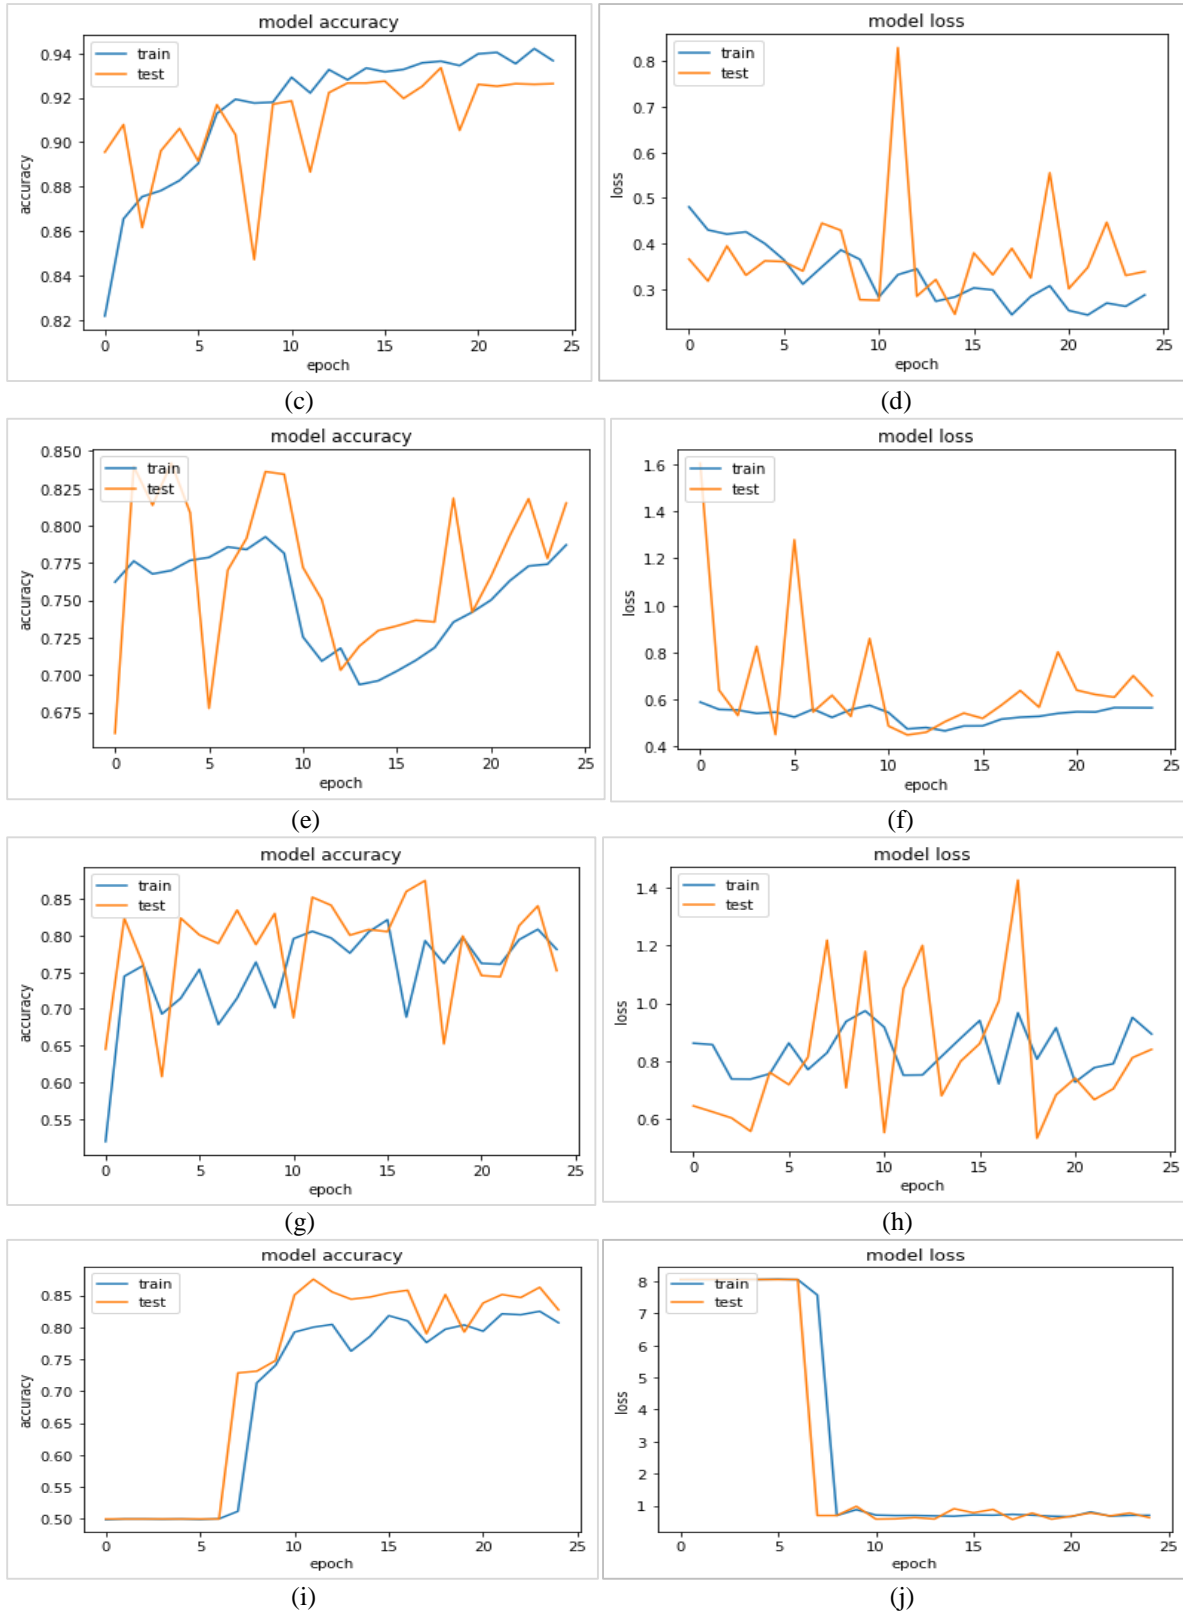 model accuracy
train
test
0.94
0.92
0.90
0.88
0.86
0.84
0.82
accuracy
0 5 10 15 20 25
epoch
(c)
model loss
train
test
0.8
0.7
0.6
0.5
0.4
0.3
loss
0 5 10 15 20 25
epoch
(d)
model accuracy
train
test
0.850
0.825
0.800
0.775
0.750
0.725
0.700
0.675
accuracy
0 5 10 15 20 25
epoch
(e)
model loss
train
test
1.6
1.4
1.2
1.0
0.8
0.6
0.4
loss
0 5 10 15 20 25
epoch
(f)
model accuracy
train
test
0.85
0.80
0.75
0.70
0.65
0.60
0.55
accuracy
0 5 10 15 20 25
epoch
(g)
model loss
train
test
1.4
1.2
1.0
0.8
0.6
loss
0 5 10 15 20 25
epoch
(h)
model accuracy
train
test
0.85
0.80
0.75
0.70
0.65
0.60
0.55
0.50
accuracy
0 5 10 15 20 25
epoch
(i)
model loss
train
test
8
7
6
5
4
3
2
1
loss
0 5 10 15 20 25
epoch
(j)